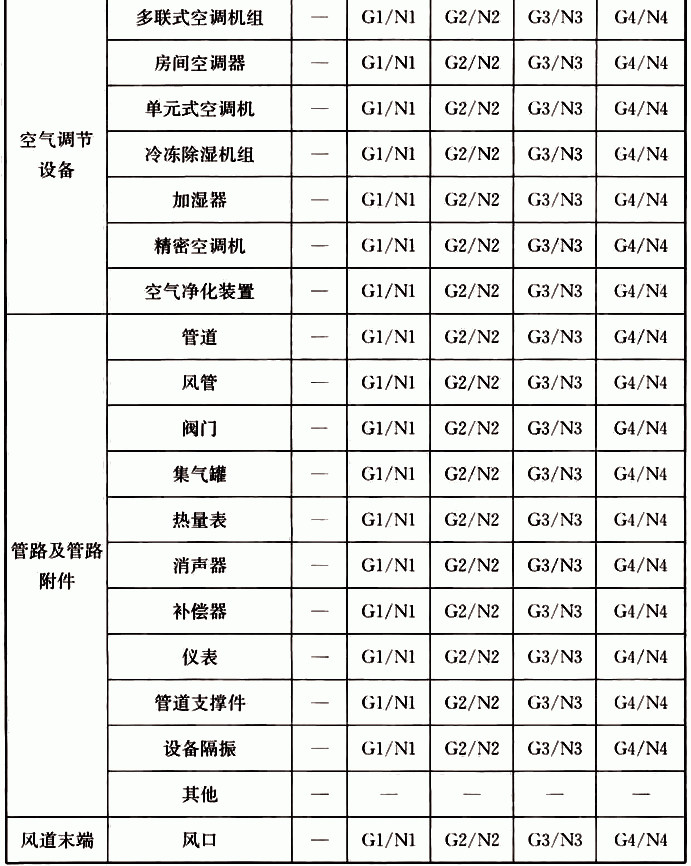 多联式空调机组 — G1/N1 G2/N2 G3/N3 G4/N4
房间空调器 — G1/N1 G2/N2 G3/N3 G4/N4
单元式空调机 — G1/N1 G2/N2 G3/N3 G4/N4
空气调节
设备
冷冻除湿机组 — G1/N1 G2/N2 G3/N3 G4/N4
加湿器 — G1/N1 G2/N2 G3/N3 G4/N4
精密空调机 — G1/N1 G2/N2 G3/N3 G4/N4
空气净化装置 — G1/N1 G2/N2 G3/N3 G4/N4
管道 — G1/N1 G2/N2 G3/N3 G4/N4
风管 — G1/N1 G2/N2 G3/N3 G4/N4
阀门 — G1/N1 G2/N2 G3/N3 G4/N4
集气罐 — G1/N1 G2/N2 G3/N3 G4/N4
热量表 — G1/N1 G2/N2 G3/N3 G4/N4
管路及管路
附件
消声器 — G1/N1 G2/N2 G3/N3 G4/N4
补偿器 — G1/N1 G2/N2 G3/N3 G4/N4
仪表 — G1/N1 G2/N2 G3/N3 G4/N4
管道支撑件 — G1/N1 G2/N2 G3/N3 G4/N4
设备隔振 — G1/N1 G2/N2 G3/N3 G4/N4
其他 — — — — —
风道末端 风口 — G1/N1 G2/N2 G3/N3 G4/N4